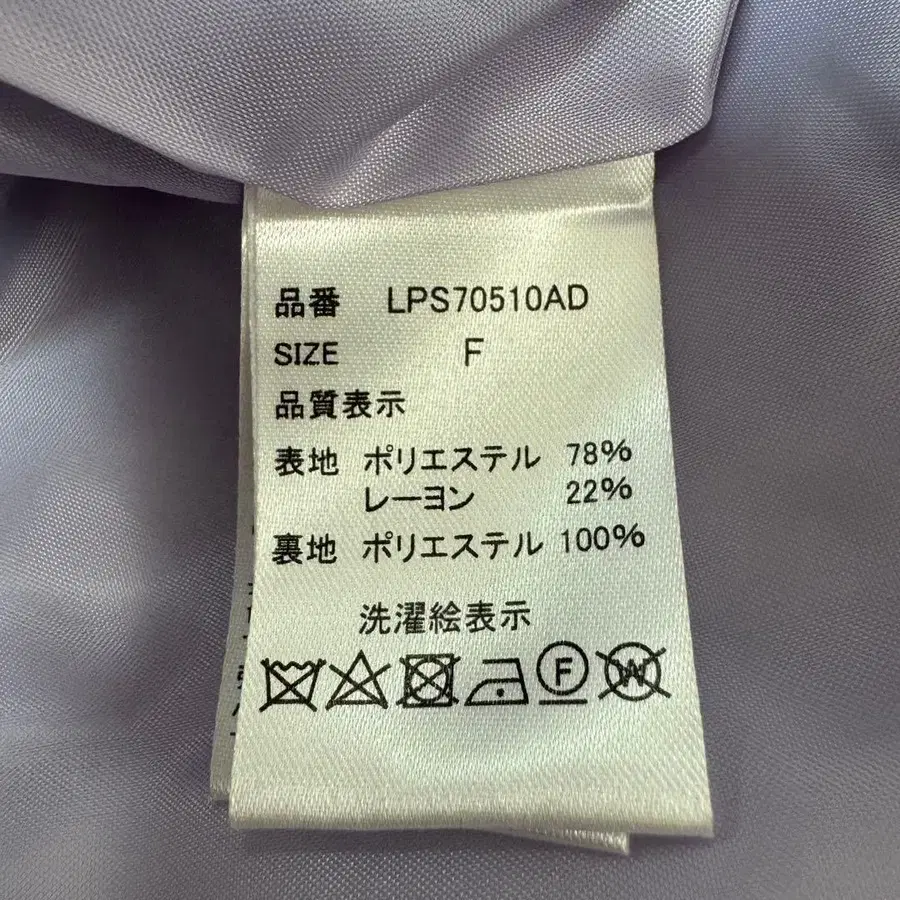 品番 LPS70510AD
SIZE F
品質表示
表地 ポリエステル 78%
レーヨン 22%
裏地 ポリエステル 100%
洗濯絵表示
F W